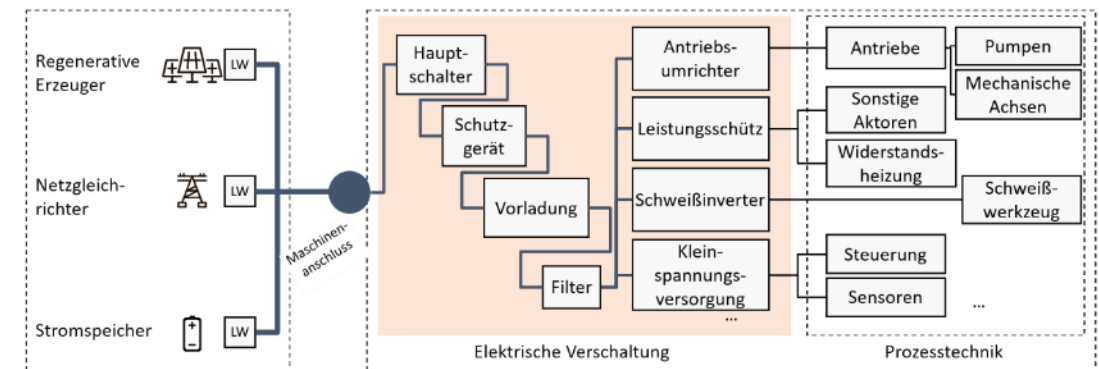 Regenerative
Erzeuger
LW
Netzgleich-
richter
LW
Stromspeicher
LW
Maschinen-
anschluss
Haupt-
schalter
Schutz-
gerät
Vorladung
Filter
Antriebs-
umrichter
Leistungsschütz
Schweißinverter
Klein-
spannungs-
versorgung
...
Elektrische Verschaltung
Antriebe
Pumpen
Mechanische
Achsen
Sonstige
Aktoren
Widerstands-
heizung
Schweiß-
werkzeug
Steuerung
Sensoren
...
Prozesstechnik